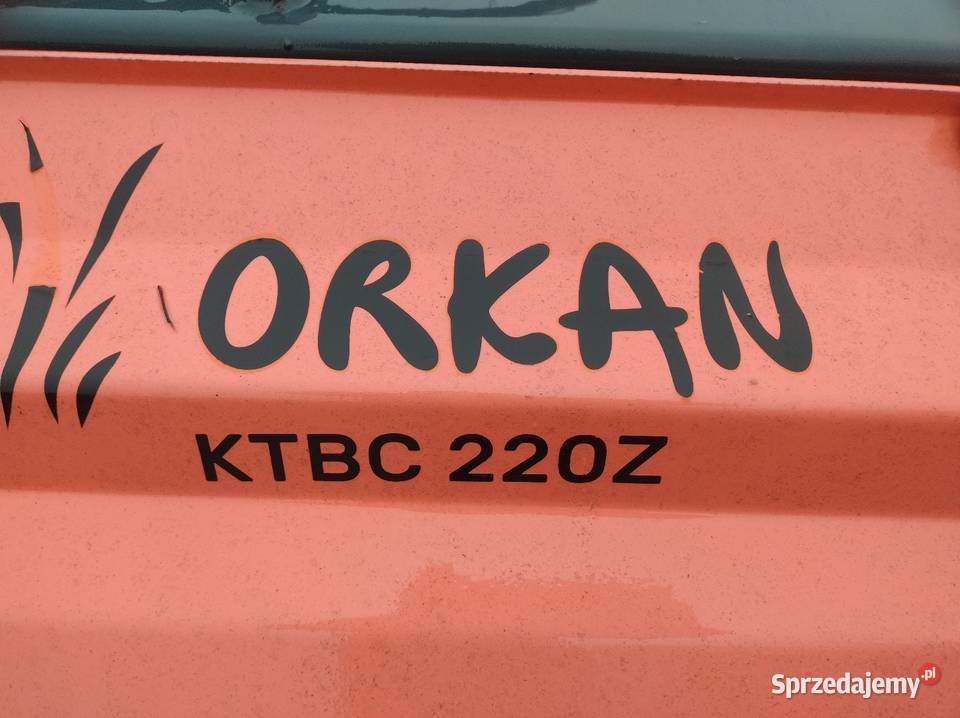 ORKAN
KTBC 220Z
Sprzedajemy.pl